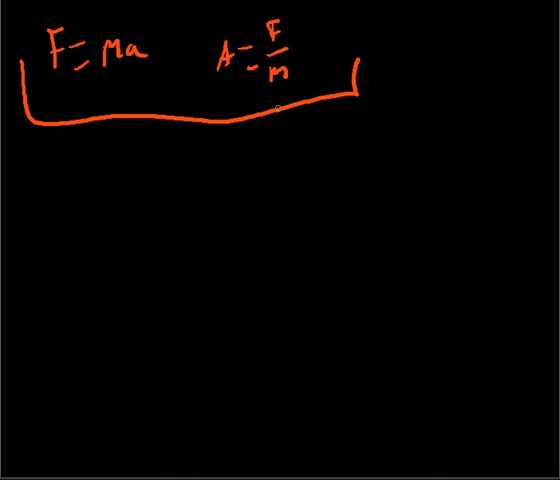 F = Ma A = F/m